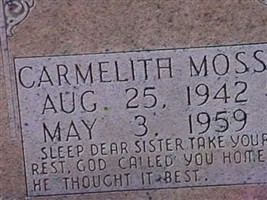 CARMELITH MOSS
AUG 25, 1942
MAY 3, 1959
SLEEP DEAR SISTER TAKE YOUR
REST, GOD CALLED YOU HOME
HE THOUGHT IT BEST.